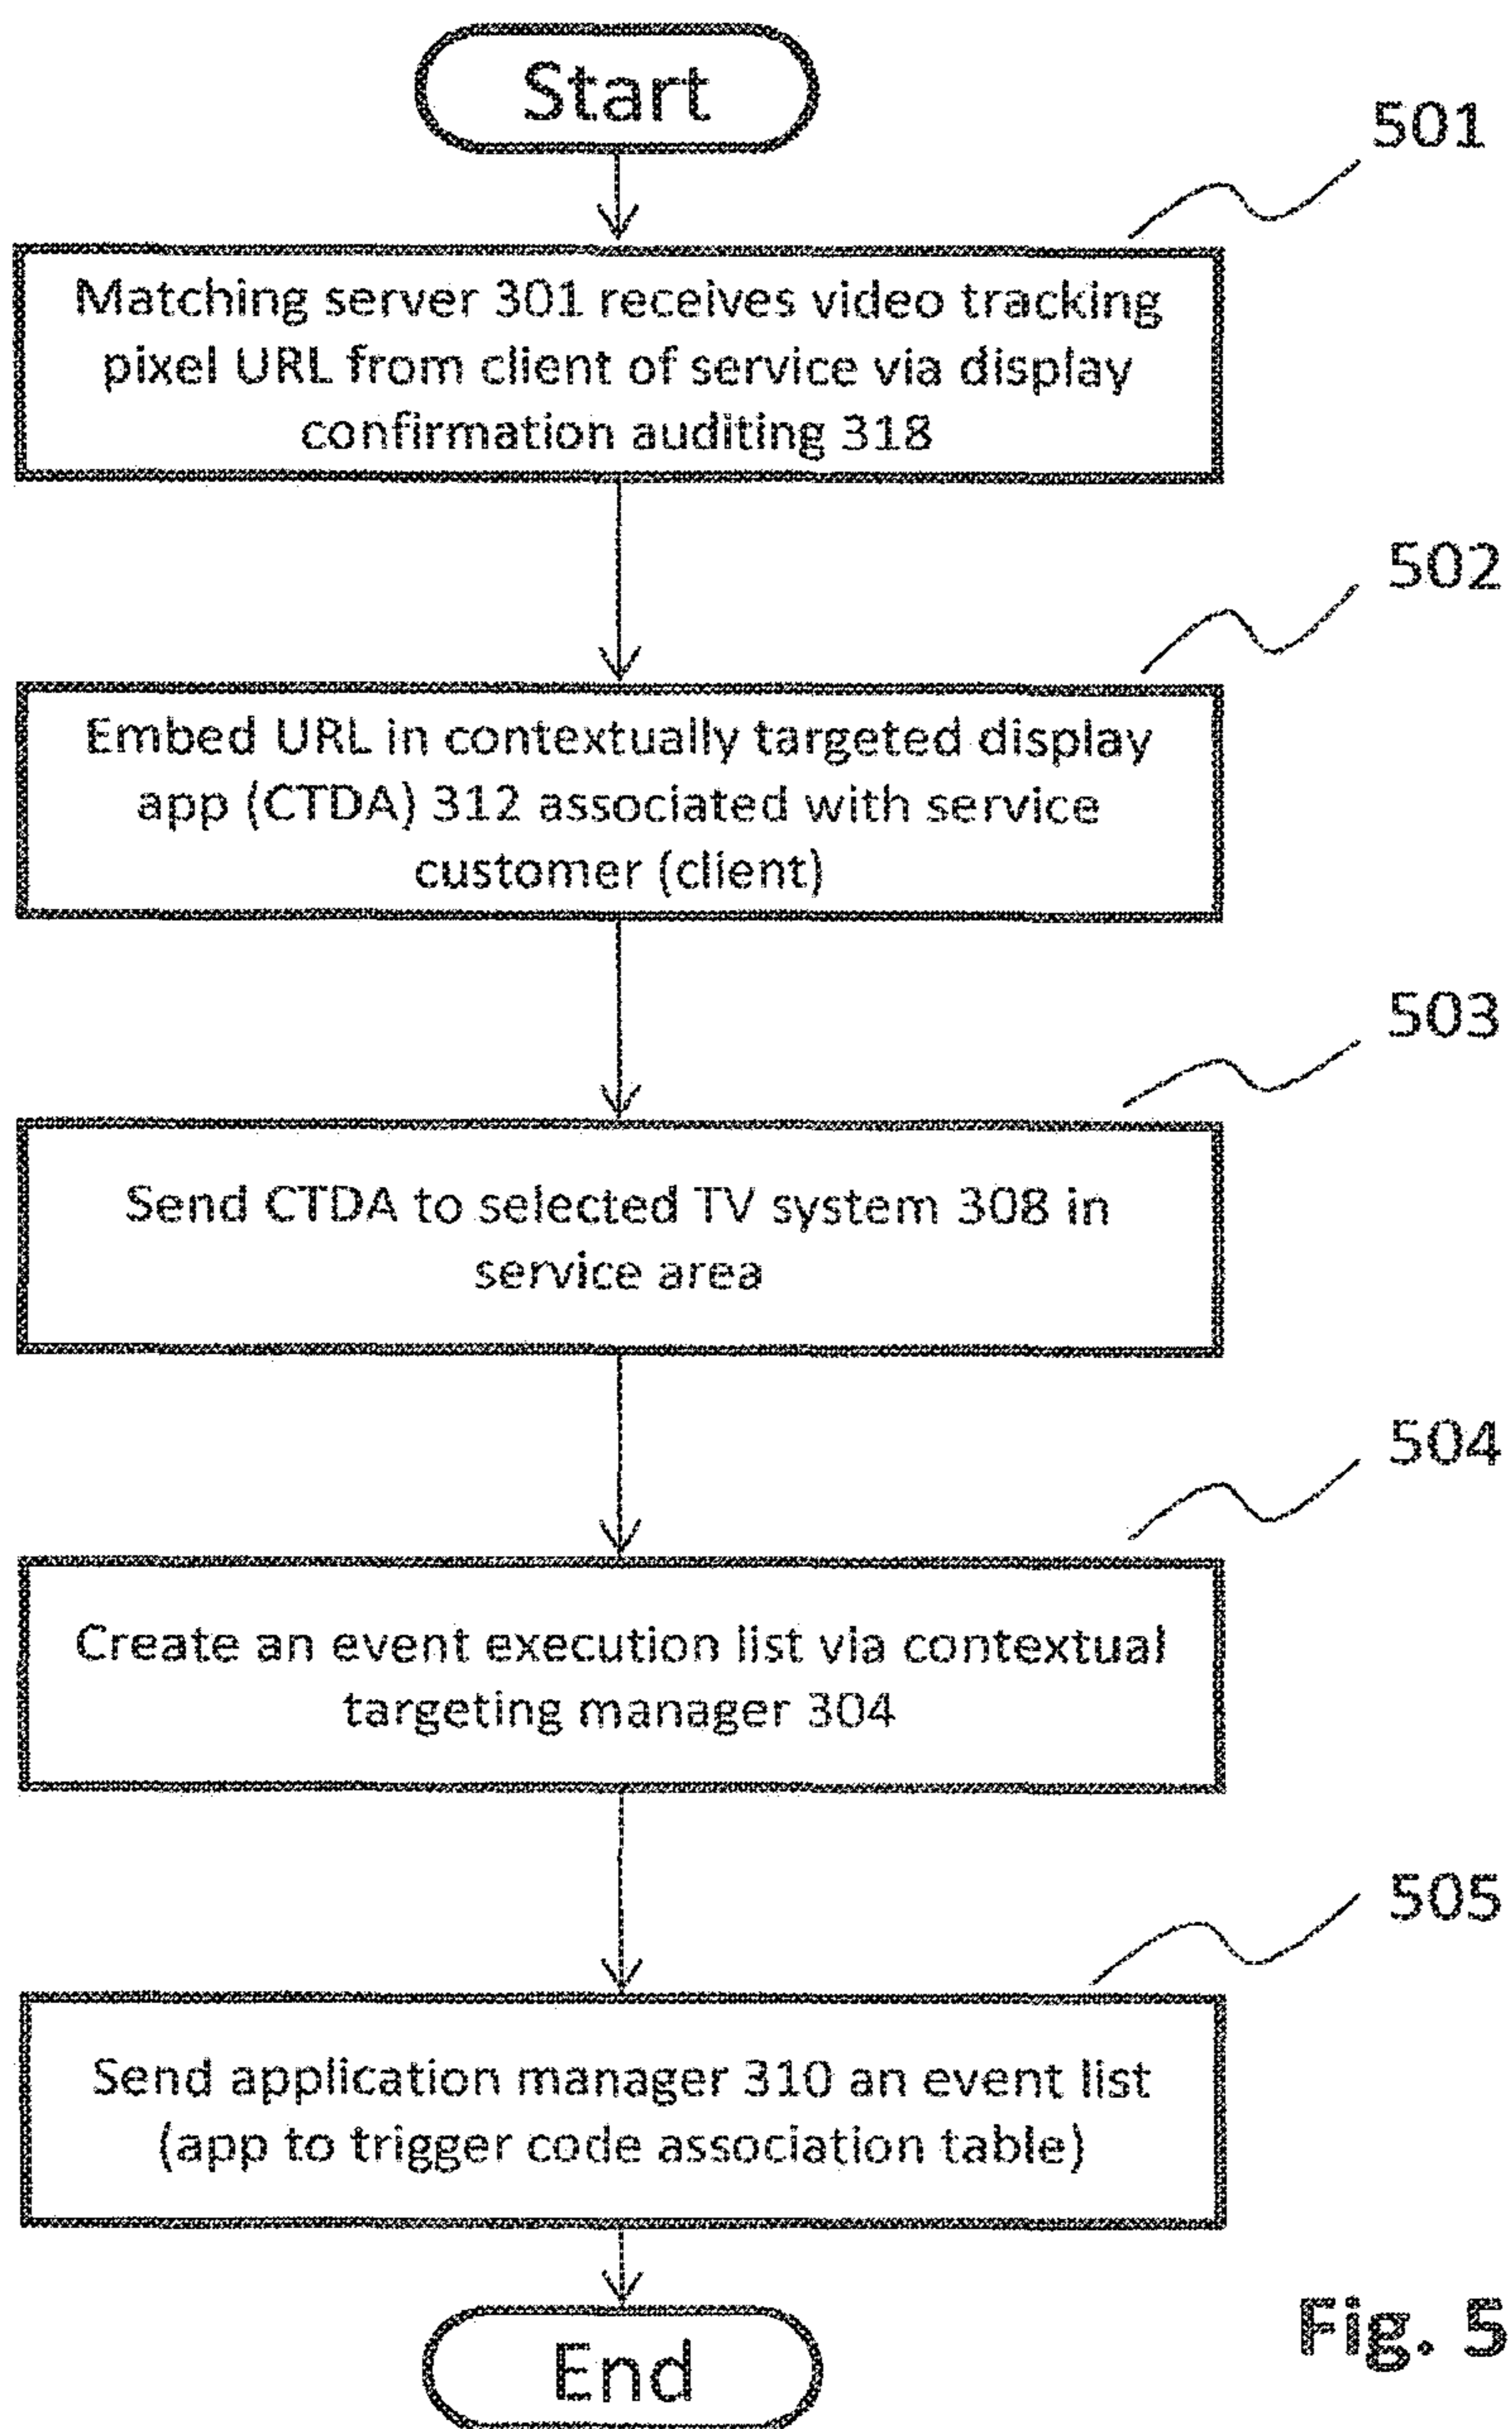 Start
501
Matching server 301 receives video tracking
pixel URL from client of service via display
confirmation auditing 318
502
Embed URL in contextually targeted display
app (CTDA) 312 associated with service
customer (client)
503
Send CTDA to selected TV system 308 in
service area
504
Create an event execution list via contextual
targeting manager 304
505
Send application manager 310 an event list
(app to trigger code association table)
End
Fig. 5